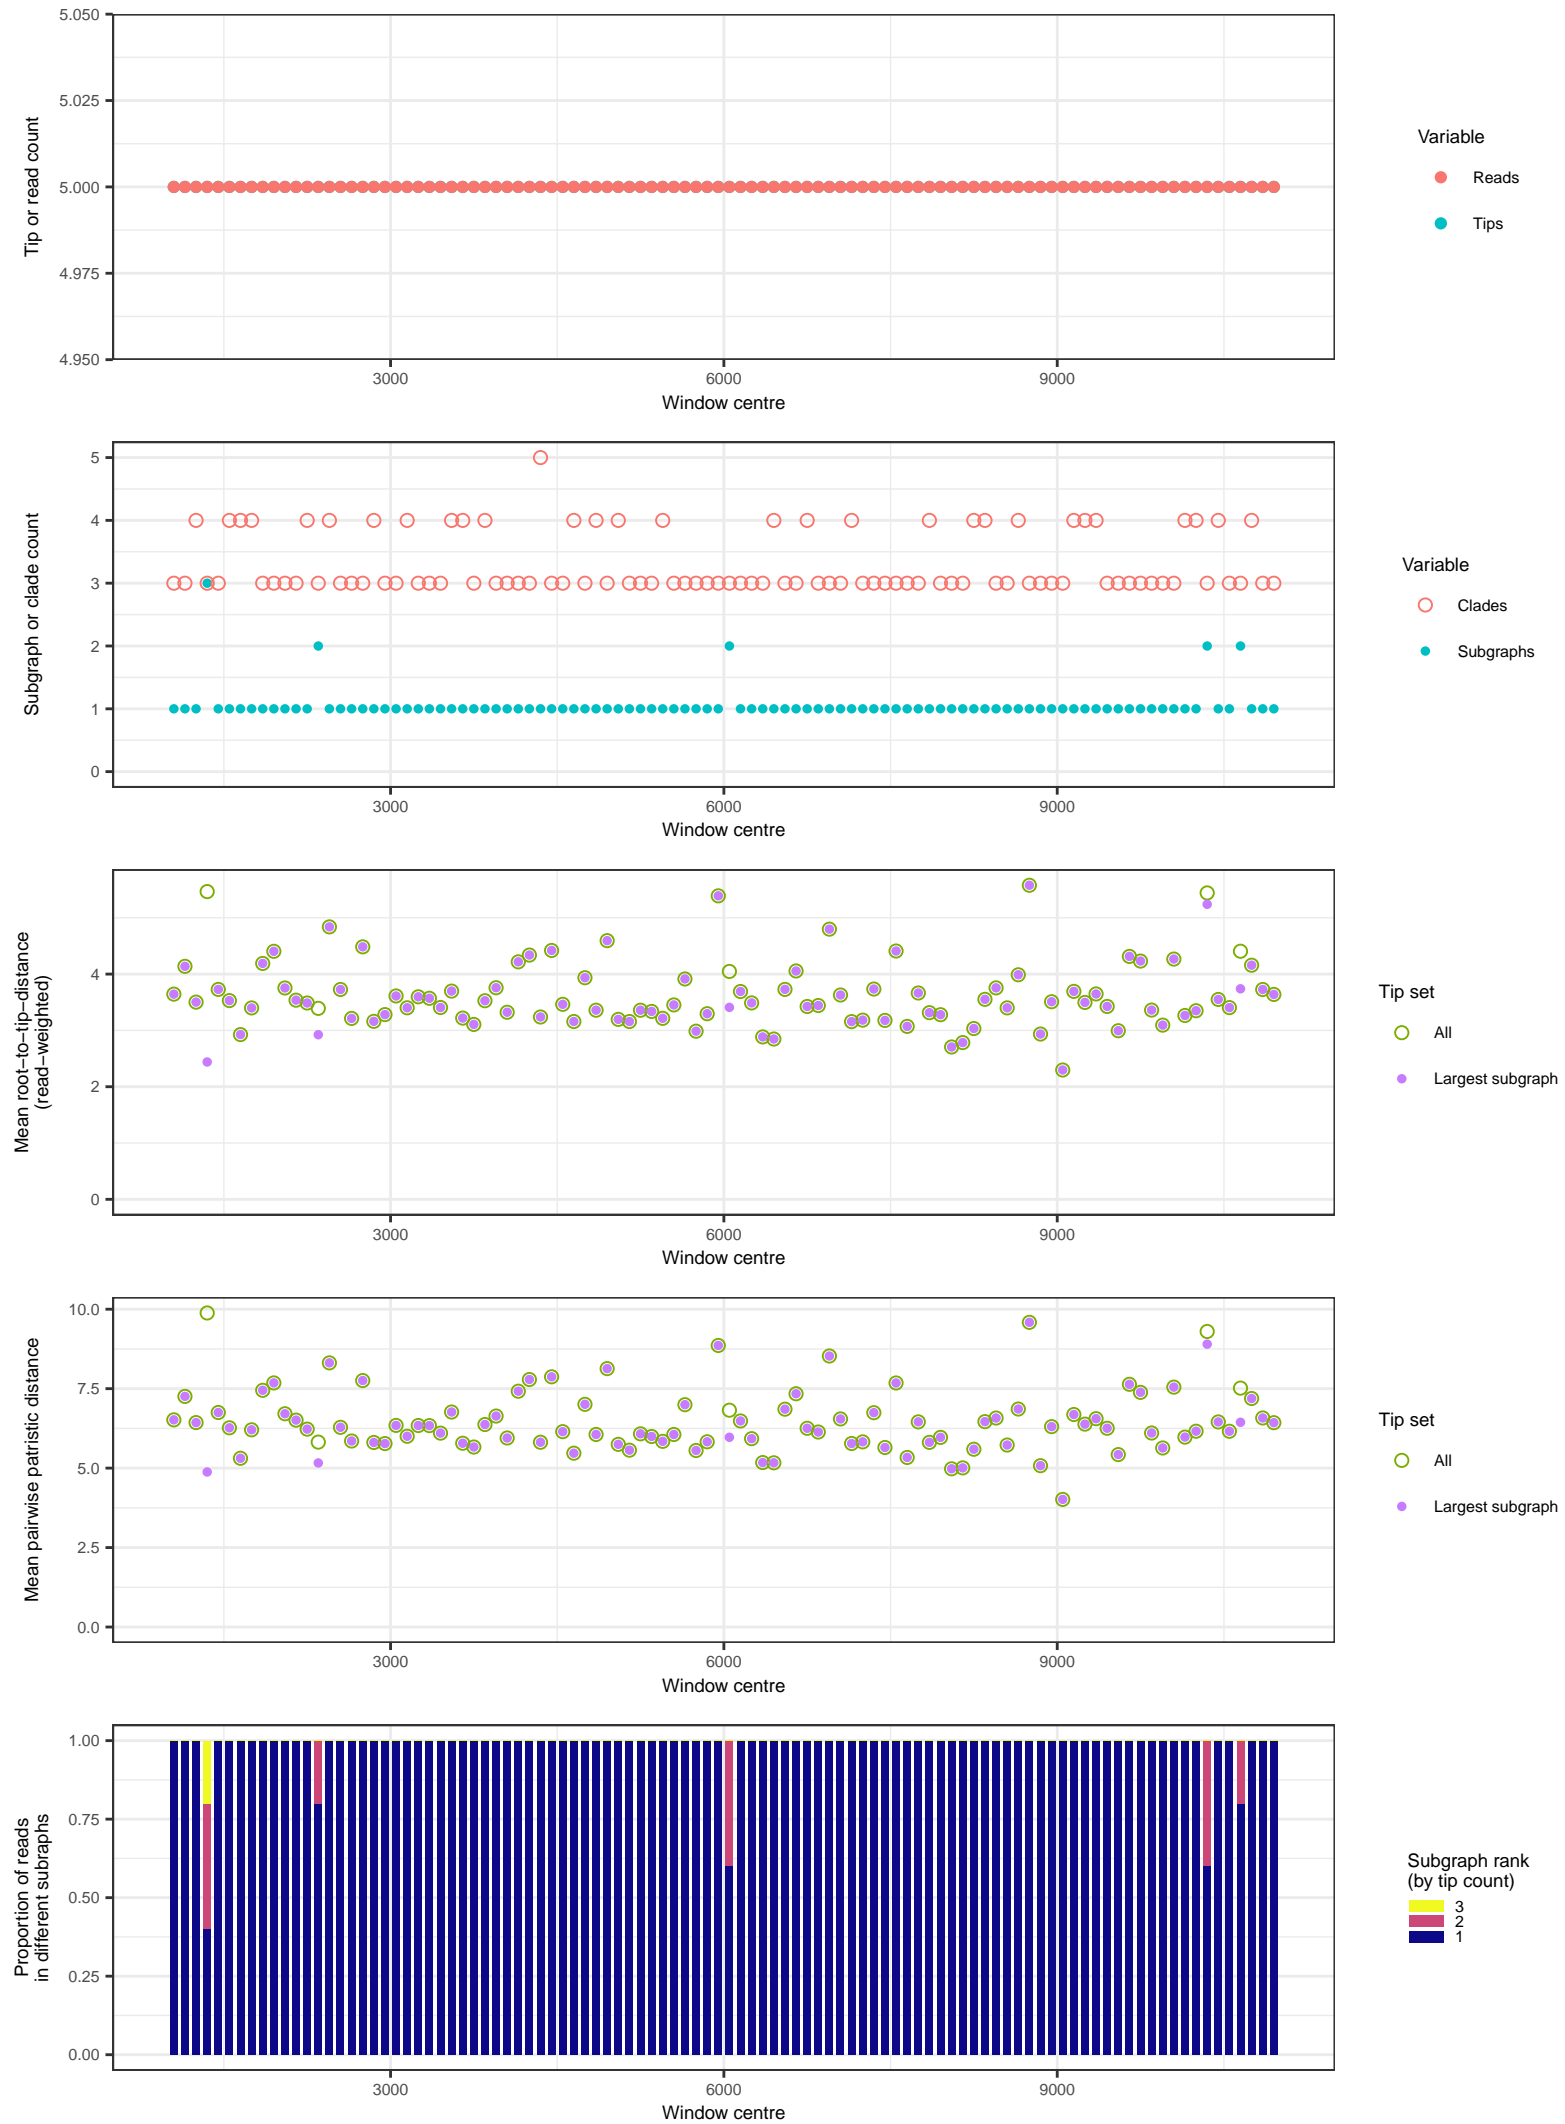 5.050
5.025
5.000
4.975
4.950
Tip or read count
3000 6000 9000
Window centre
Variable
Reads
Tips
5
4
3
2
1
0
Subgraph or clade count
3000 6000 9000
Window centre
Variable
Clades
Subgraphs
4
2
0
Mean root−to−tip−distance
(read−weighted)
3000 6000 9000
Window centre
Tip set
All
Largest subgraph
10.0
7.5
5.0
2.5
0.0
Mean pairwise patristic distance
3000 6000 9000
Window centre
Tip set
All
Largest subgraph
1.00
0.75
0.50
0.25
0.00
Proportion of reads
in different subraphs
3000 6000 9000
Window centre
Subgraph rank
(by tip count)
3
2
1